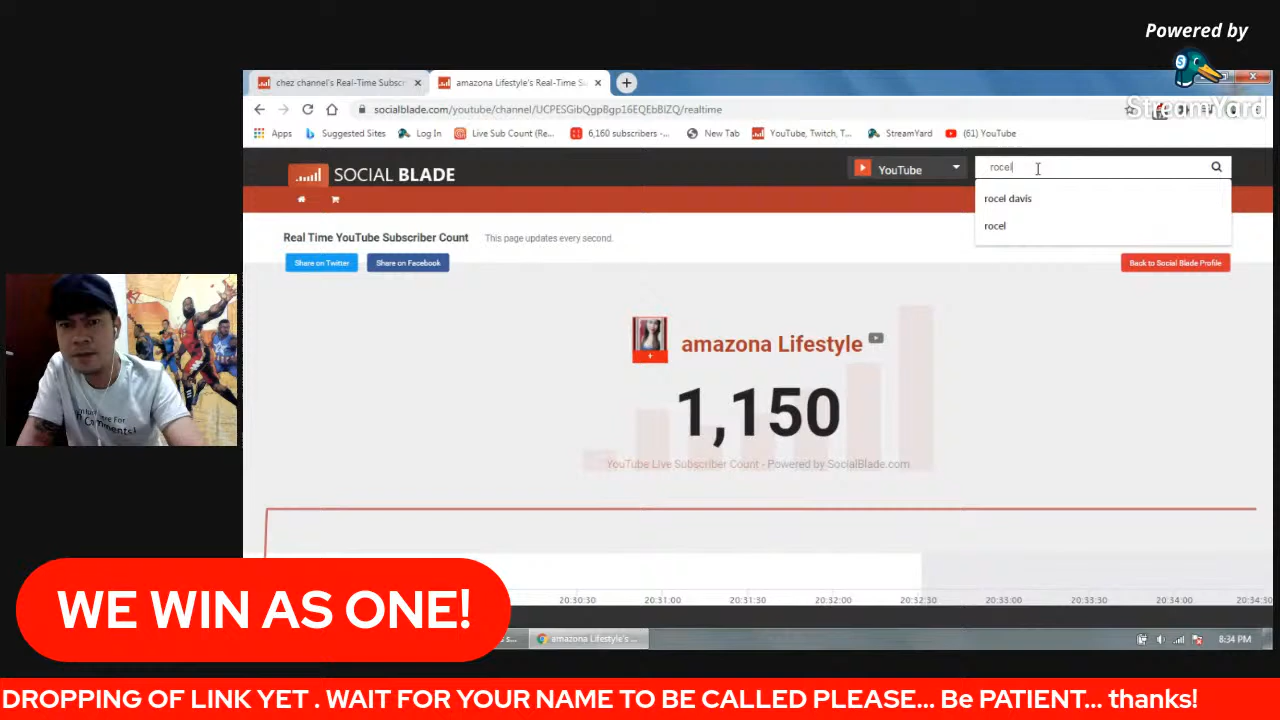 Powered by
StreamYard
chez channel's Real-Time Subsc
amazona Lifestyle's Real-Time Su
socialblade.com/youtube/channel/UCPESGibQgpBgp16EQEbBIZQ/realtime
Apps
Suggested Sites
Log In
Live Sub Count (Re...
6,160 subscribers -...
New Tab
YouTube, Twitch, T...
StreamYard
(61) YouTube
SOCIAL BLADE
YouTube
rocel
rocel davis
rocel
Real Time YouTube Subscriber Count
This page updates every second.
Share on Twitter
Share on Facebook
Back to Social Blade Profile
amazona Lifestyle
1,150
YouTube Live Subscriber Count - Powered by SocialBlade.com
20:30:30
20:31:00
20:31:30
20:32:00
20:32:30
20:33:00
20:33:30
20:34:00
20:34:30
WE WIN AS ONE!
amazona Lifestyle's ...
8:34 PM
DROPPING OF LINK YET . WAIT FOR YOUR NAME TO BE CALLED PLEASE... Be PATIENT... thanks!